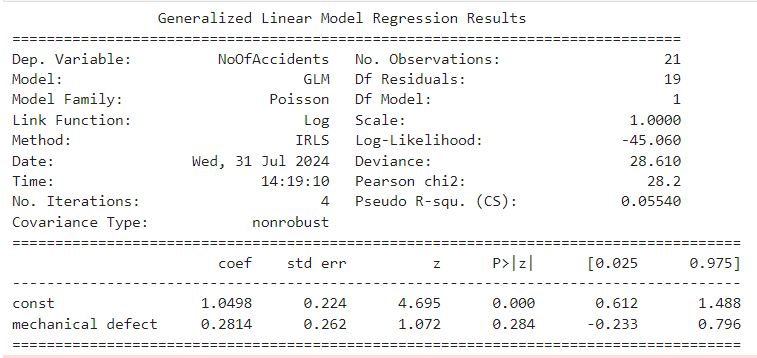 Generalized Linear Model Regression Results
==============================================================================
Dep. Variable: NoOfAccidents No. Observations: 21
Model: GLM Df Residuals: 19
Model Family: Poisson Df Model: 1
Link Function: Log Scale: 1.0000
Method: IRLS Log-Likelihood: -45.060
Date: Wed, 31 Jul 2024 Deviance: 28.610
Time: 14:19:10 Pearson chi2: 28.2
No. Iterations: 4 Pseudo R-squ. (CS): 0.05540
Covariance Type: nonrobust
=====================================================================================
coef std err z P>|z| [0.025 0.975]
-------------------------------------------------------------------------------------
const 1.0498 0.224 4.695 0.000 0.612 1.488
mechanical defect 0.2814 0.262 1.072 0.284 -0.233 0.796
=====================================================================================